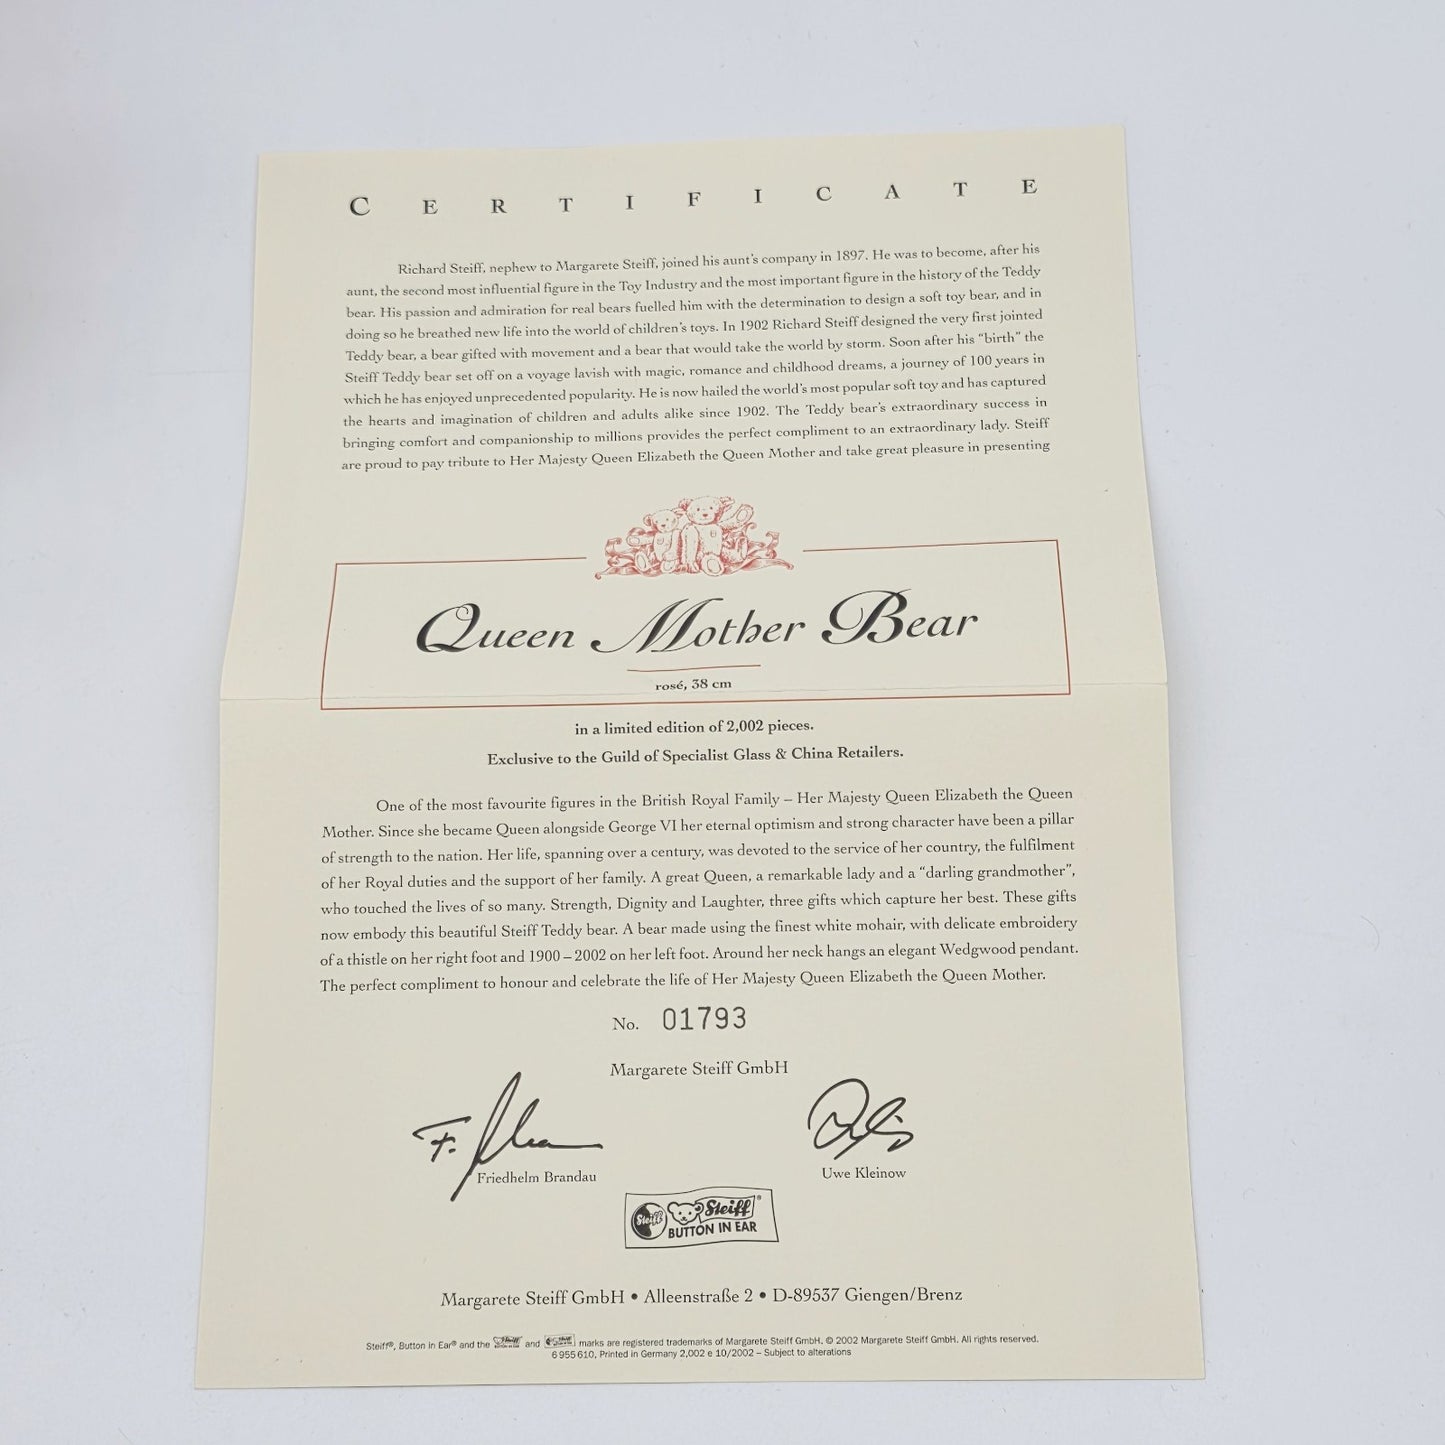 CERTIFICATE
Richard Steiff, nephew to Margarete Steiff, joined his aunt's company in 1897. He was to become, after his
aunt, the second most influential figure in the Toy Industry and the most important figure in the history of the Teddy
bear. His passion and admiration for real bears fuelled him with the determination to design a soft toy bear, and in
doing so he breathed new life into the world of children's toys. In 1902 Richard Steiff designed the very first jointed
Teddy bear, a bear gifted with movement and a bear that would take the world by storm. Soon after his "birth" the
Steiff Teddy bear set off on a voyage lavish with magic, romance and childhood dreams, a journey of 100 years in
which he has enjoyed unprecedented popularity. He is now hailed the world's most popular soft toy and has captured
the hearts and imagination of children and adults alike since 1902. The Teddy bear's extraordinary success in
bringing comfort and companionship to millions provides the perfect compliment to an extraordinary lady. Steiff
are proud to pay tribute to Her Majesty Queen Elizabeth the Queen Mother and take great pleasure in presenting
Queen Mother Bear
rosé, 38 cm
in a limited edition of 2,002 pieces.
Exclusive to the Guild of Specialist Glass & China Retailers.
One of the most favourite figures in the British Royal Family – Her Majesty Queen Elizabeth the Queen
Mother. Since she became Queen alongside George VI her eternal optimism and strong character have been a pillar
of strength to the nation. Her life, spanning over a century, was devoted to the service of her country, the fulfilment
of her Royal duties and the support of her family. A great Queen, a remarkable lady and a "darling grandmother",
who touched the lives of so many. Strength, Dignity and Laughter, three gifts which capture her best. These gifts
now embody this beautiful Steiff Teddy bear. A bear made using the finest white mohair, with delicate embroidery
of a thistle on her right foot and 1900 – 2002 on her left foot. Around her neck hangs an elegant Wedgwood pendant.
The perfect compliment to honour and celebrate the life of Her Majesty Queen Elizabeth the Queen Mother.
No. 01793
Margarete Steiff GmbH
Friedhelm Brandau
Uwe Kleinow
Steiff Steiff®
BUTTON IN EAR
Margarete Steiff GmbH • Alleenstraße 2 • D-89537 Giengen/Brenz
Steiff®, Button in Ear® and the and marks are registered trademarks of Margarete Steiff GmbH. © 2002 Margarete Steiff GmbH. All rights reserved.
6 955 610, Printed in Germany 2,002 e 10/2002 – Subject to alterations